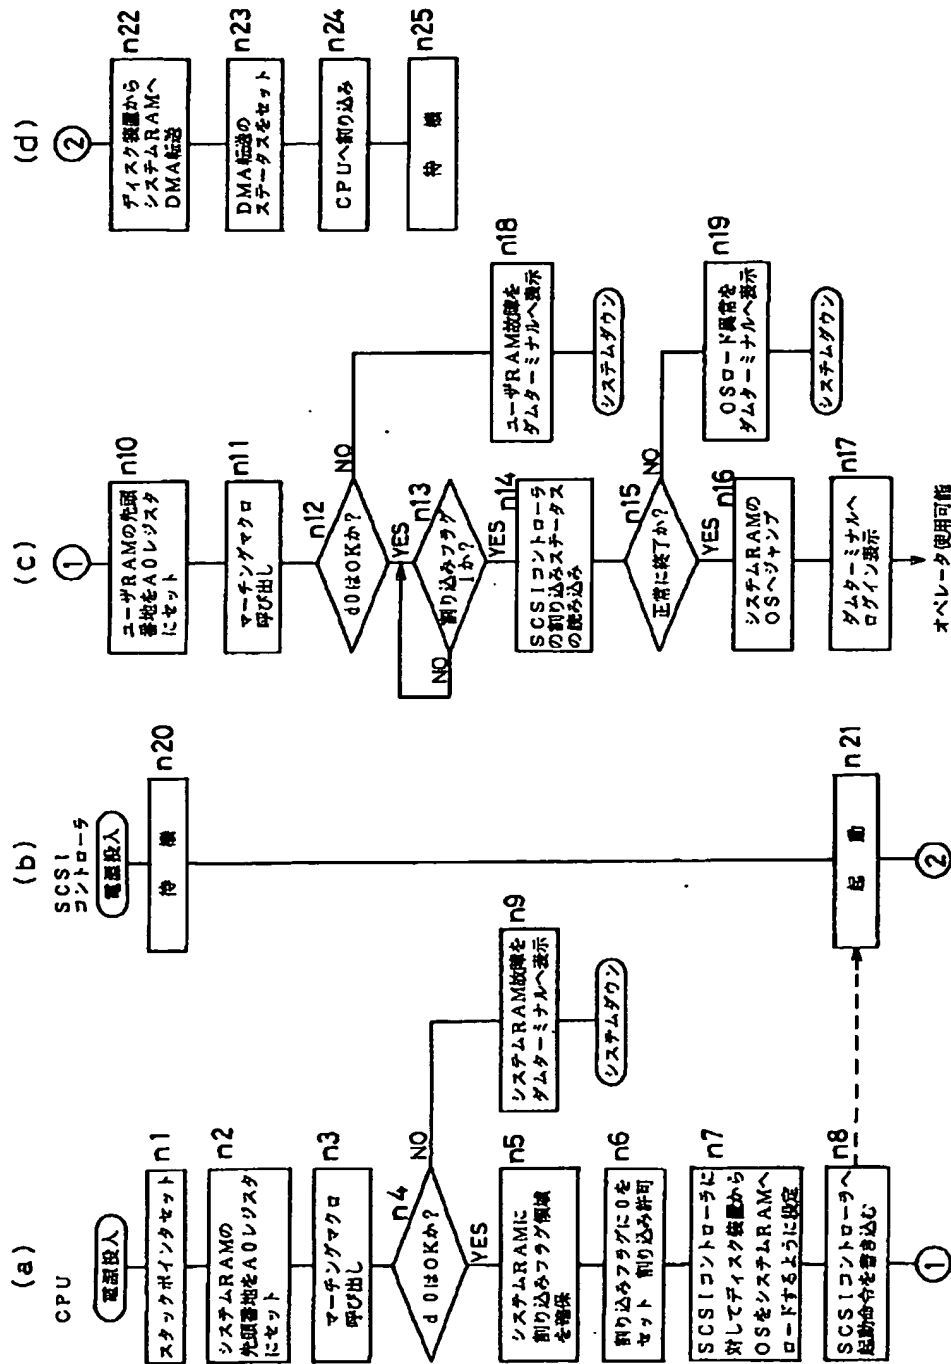 (a)
CPU
電源投入
スタックポインタセット
n1
システムRAMの
先頭番地をA0レジスタ
にセット
n2
マーチングマクロ
呼び出し
n3
d0はOKか?
n4
NO
YES
システムRAMに
割り込みフラグ領域
を確保
n5
割り込みフラグに0を
セット 割り込み許可
n6
SCSIコントローラに
対してディスク装置から
OSをシステムRAMへ
ロードするように設定
n7
SCSIコントローラへ
起動命令を書き込む
n8
①
システムRAM故障を
ダムターミナルへ表示
n9
システムダウン
(b)
SCSI
コントローラ
電源投入
待 機
n20
起 動
n21
②
(c)
①
ユーザRAMの先頭
番地をA0レジスタ
にセット
n10
マーチングマクロ
呼び出し
n11
d0はOKか?
n12
NO
YES
割り込みフラグ
1か?
n13
NO
YES
SCSIコントローラ
の割り込みステータス
の読み込み
n14
正常に終了か?
n15
NO
YES
システムRAMの
OSへジャンプ
n16
ダムターミナルへ
ログイン表示
n17
オペレータ使用可能
ユーザRAM故障を
ダムターミナルへ表示
n18
システムダウン
OSロード異常を
ダムターミナルへ表示
n19
システムダウン
(d)
②
ディスク装置から
システムRAMへ
DMA転送
n22
DMA転送の
ステータスをセット
n23
CPUへ割り込み
n24
待 機
n25